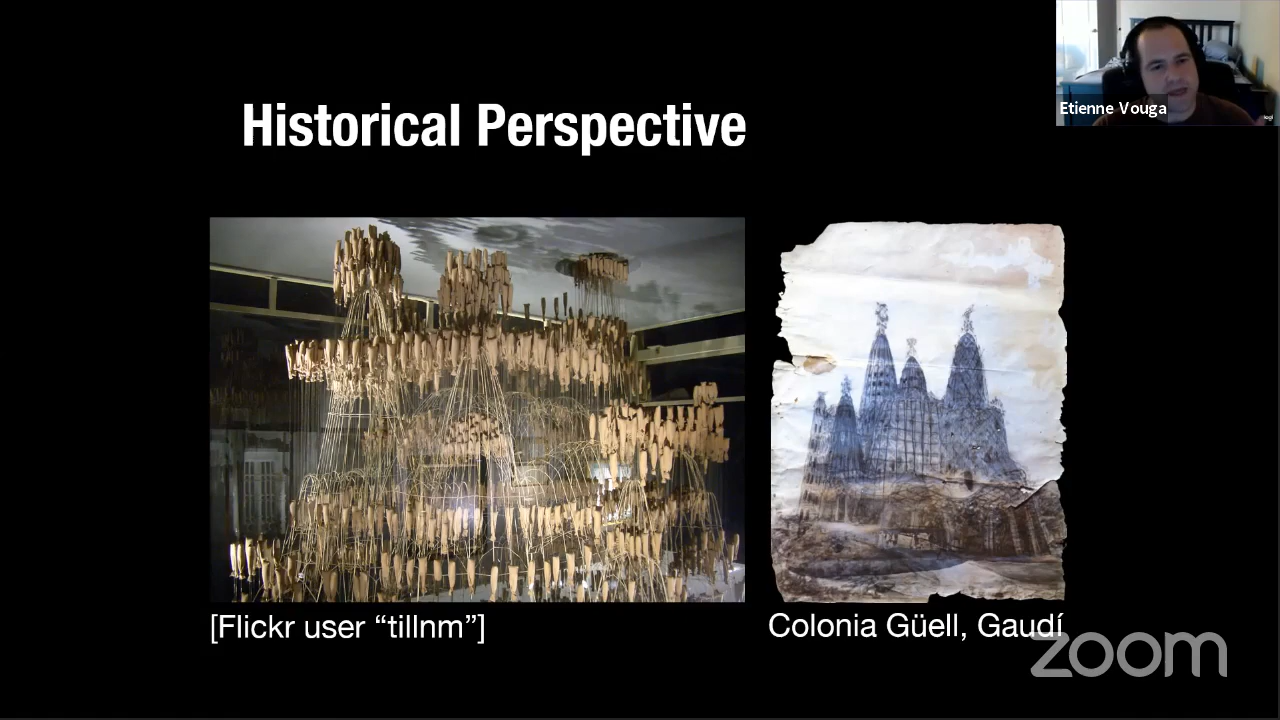 Historical Perspective
Etienne Vouga
[Flickr user “tillnm”]
Colonia Güell, Gaudí
zoom